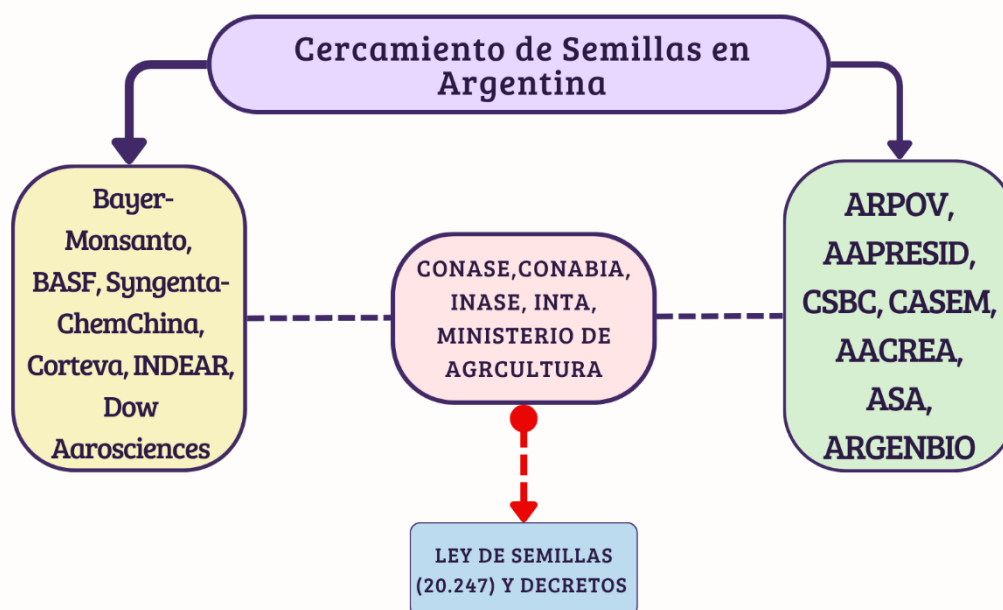 Cercamiento de Semillas en
Argentina
Bayer-
Monsanto,
BASF, Syngenta-
ChemChina,
Corteva, INDEAR,
Dow
Aarosciences
CONASE,CONABIA,
INASE, INTA,
MINISTERIO DE
AGRCULTURA
ARPOV,
AAPRESID,
CSBC, CASEM,
AACREA,
ASA,
ARGENBIO
LEY DE SEMILLAS
(20.247) Y DECRETOS